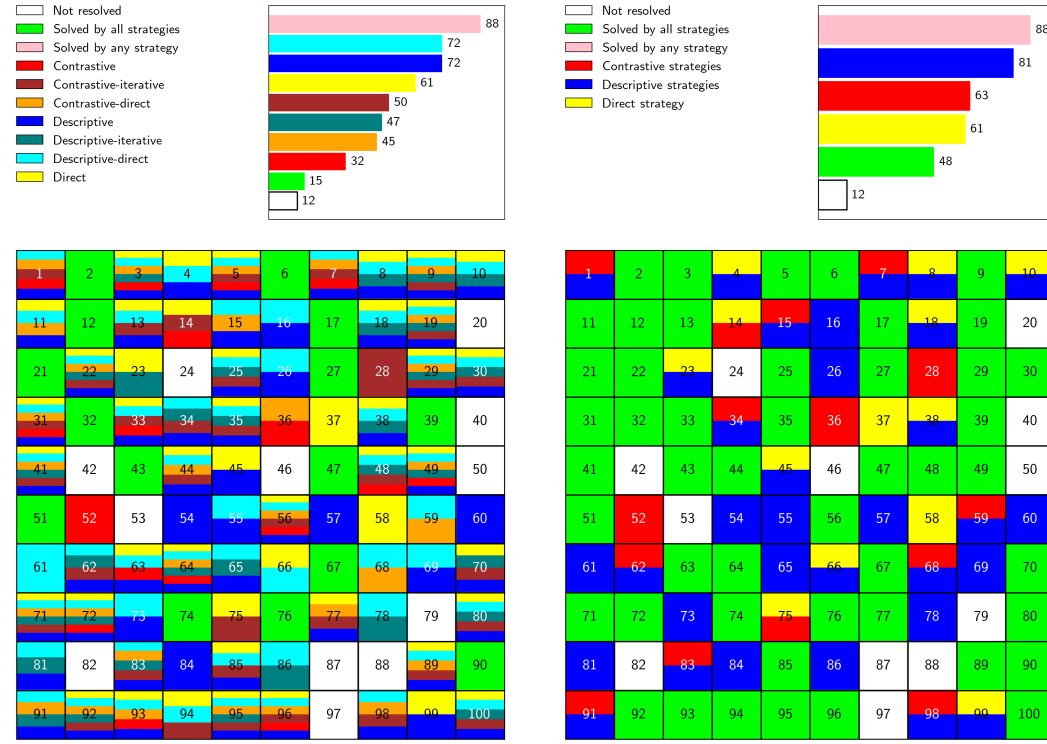 Not resolved
Solved by all strategies
Solved by any strategy
Contrastive
Contrastive-iterative
Contrastive-direct
Descriptive
Descriptive-iterative
Descriptive-direct
Direct
88
72
72
61
50
47
45
32
15
12
Not resolved
Solved by all strategies
Solved by any strategy
Contrastive strategies
Descriptive strategies
Direct strategy
88
81
63
61
48
12
1 2 3 4 5 6 7 8 9 10
11 12 13 14 15 16 17 18 19 20
21 22 23 24 25 26 27 28 29 30
31 32 33 34 35 36 37 38 39 40
41 42 43 44 45 46 47 48 49 50
51 52 53 54 55 56 57 58 59 60
61 62 63 64 65 66 67 68 69 70
71 72 73 74 75 76 77 78 79 80
81 82 83 84 85 86 87 88 89 90
91 92 93 94 95 96 97 98 99 100
1 2 3 4 5 6 7 8 9 10
11 12 13 14 15 16 17 18 19 20
21 22 23 24 25 26 27 28 29 30
31 32 33 34 35 36 37 38 39 40
41 42 43 44 45 46 47 48 49 50
51 52 53 54 55 56 57 58 59 60
61 62 63 64 65 66 67 68 69 70
71 72 73 74 75 76 77 78 79 80
81 82 83 84 85 86 87 88 89 90
91 92 93 94 95 96 97 98 99 100